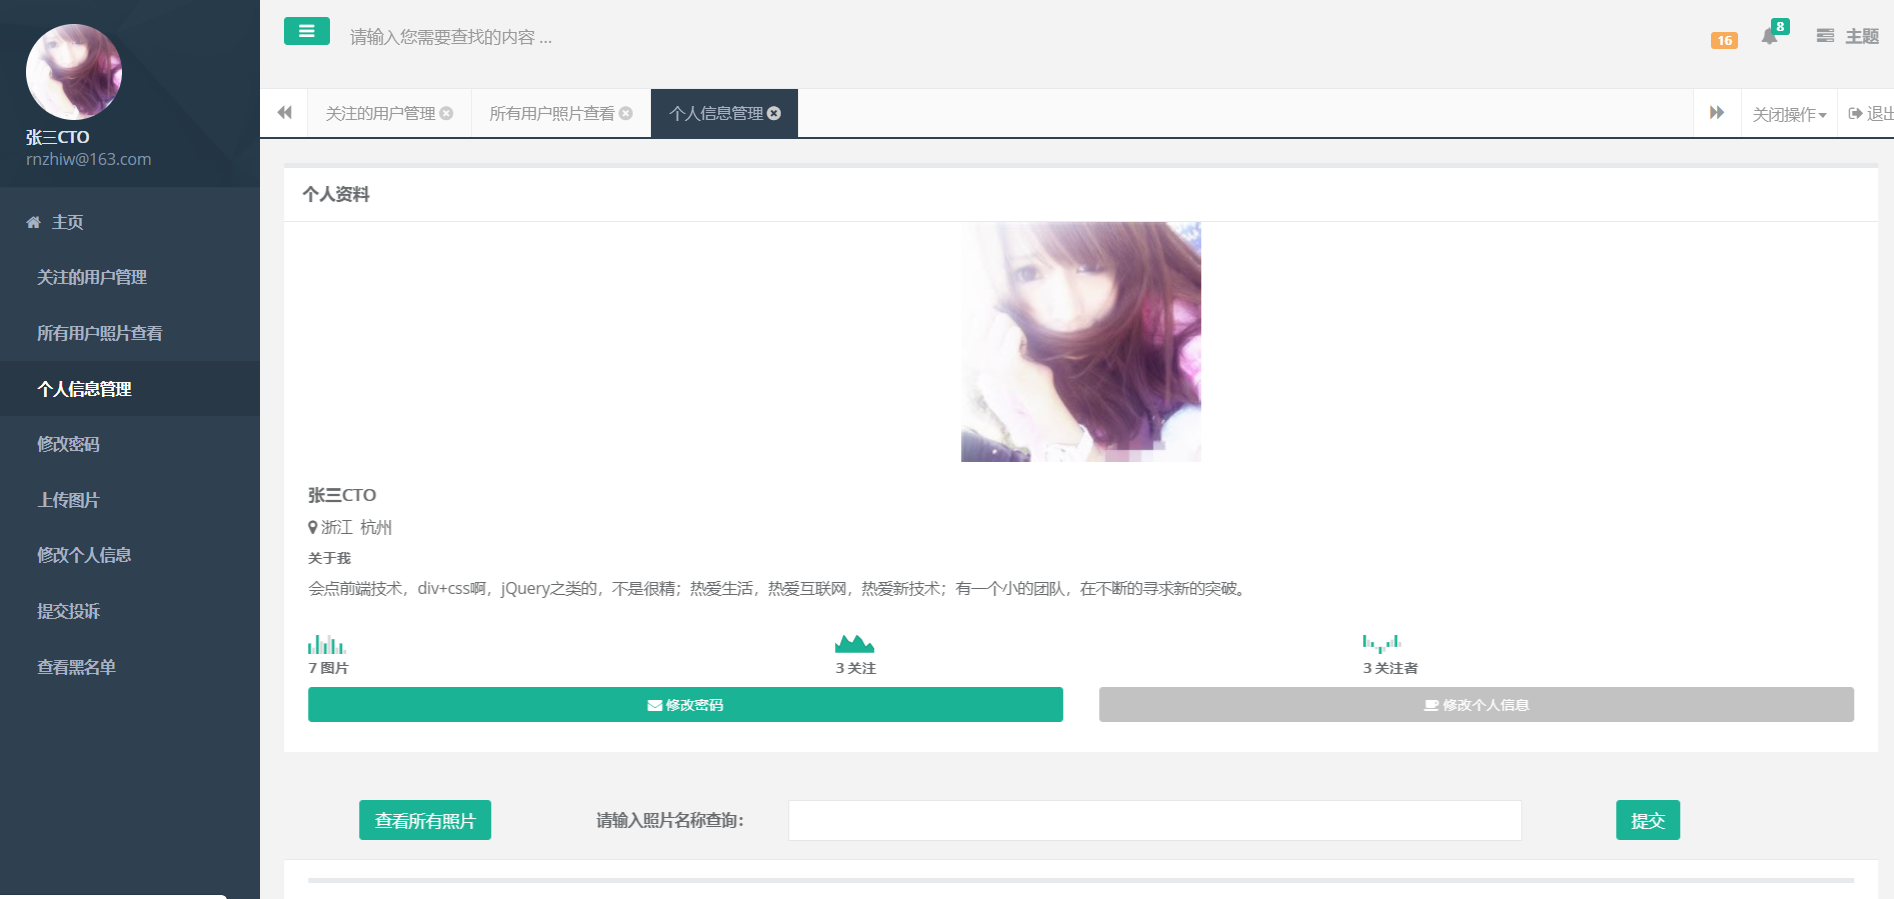 张三CTO
rnzhiw@163.com
主页
关注的用户管理
所有用户照片查看
个人信息管理
修改密码
上传图片
修改个人信息
提交投诉
查看黑名单
请输入您需要查找的内容 ...
16
8
主题
关注的用户管理
所有用户照片查看
个人信息管理
关闭操作
退出
个人资料
张三CTO
浙江 杭州
关于我
会点前端技术，div+css啊，jQuery之类的，不是很精；热爱生活，热爱互联网，热爱新技术；有一个小的团队，在不断的寻求新的突破。
7 图片
3 关注
3 关注者
修改密码
修改个人信息
查看所有照片
请输入照片名称查询：
提交